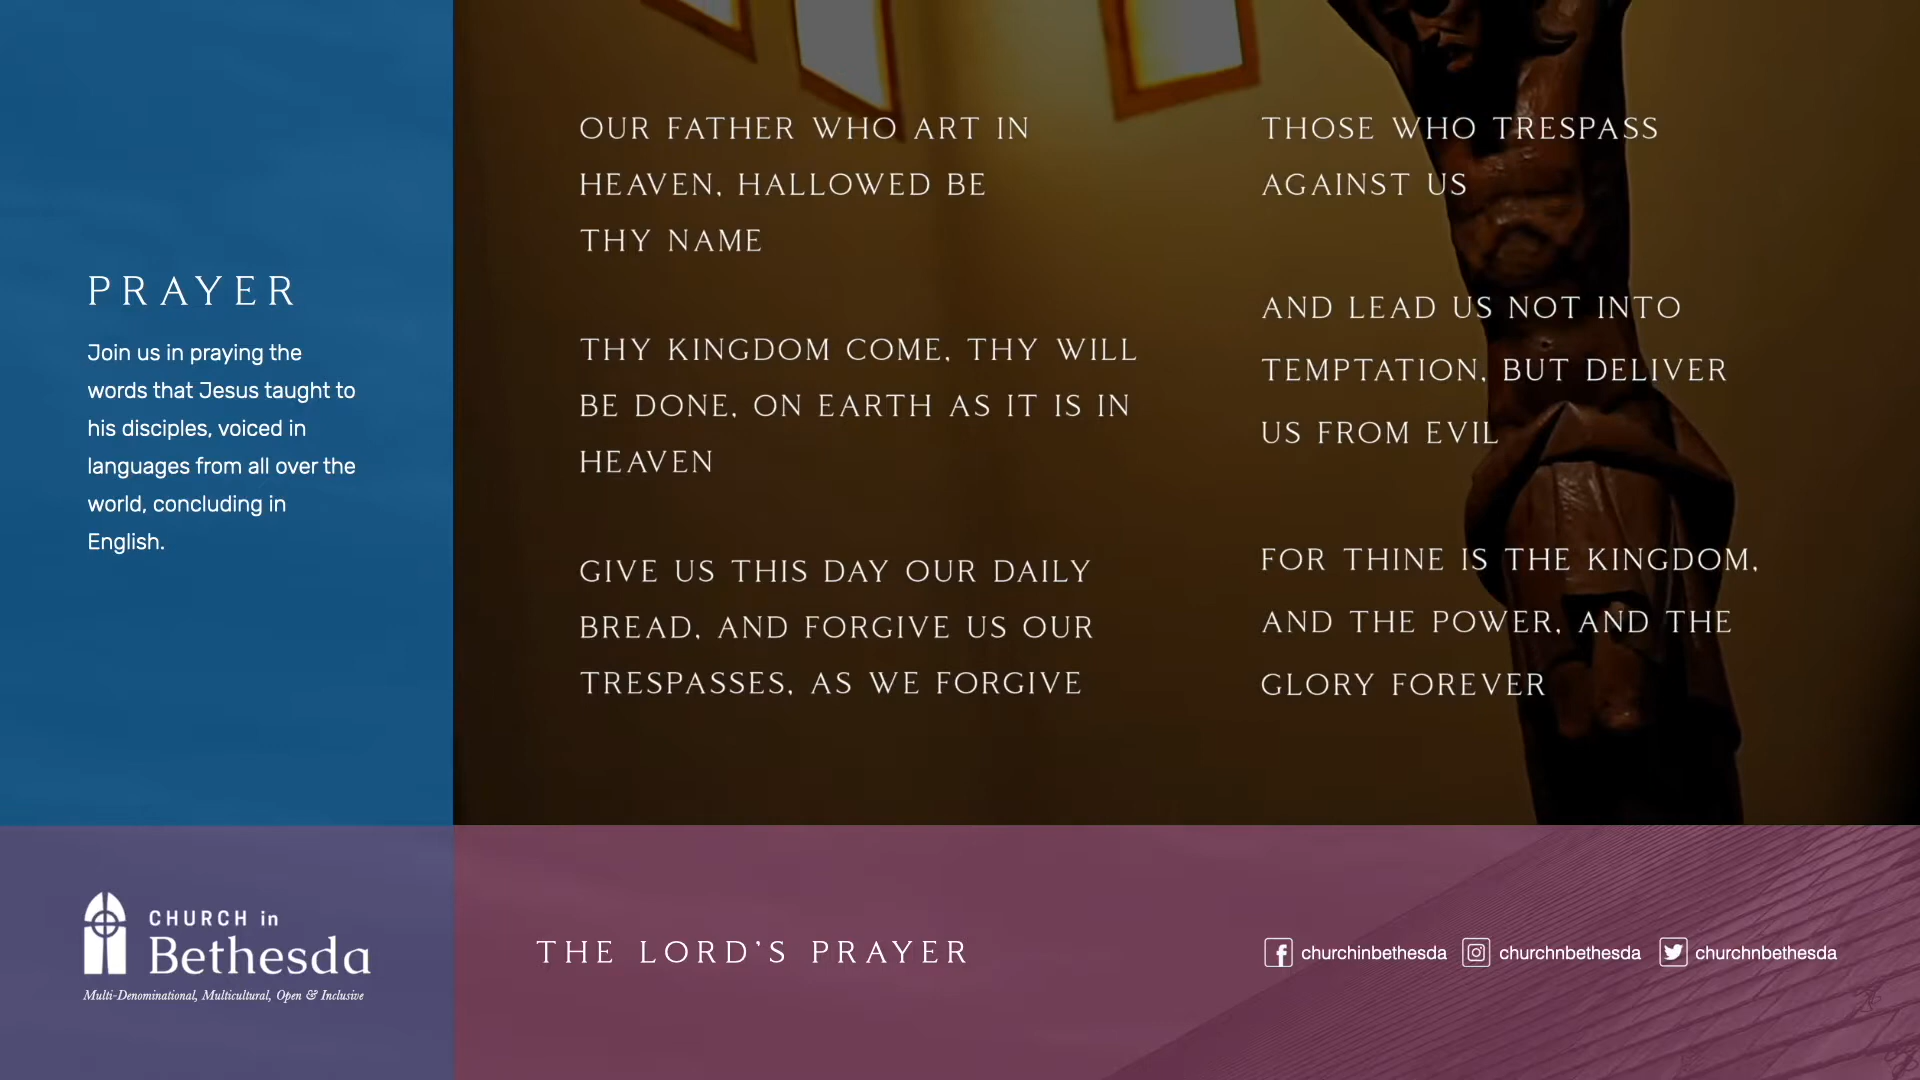 PRAYER
Join us in praying the
words that Jesus taught to
his disciples, voiced in
languages from all over the
world, concluding in
English.
OUR FATHER WHO ART IN
HEAVEN, HALLOWED BE
THY NAME
THY KINGDOM COME, THY WILL
BE DONE, ON EARTH AS IT IS IN
HEAVEN
GIVE US THIS DAY OUR DAILY
BREAD, AND FORGIVE US OUR
TRESPASSES, AS WE FORGIVE
THOSE WHO TRESPASS
AGAINST US
AND LEAD US NOT INTO
TEMPTATION, BUT DELIVER
US FROM EVIL
FOR THINE IS THE KINGDOM,
AND THE POWER, AND THE
GLORY FOREVER
CHURCH in
Bethesda
Multi-Denominational, Multicultural, Open & Inclusive
THE LORD'S PRAYER
churchinbethesda churchnbethesda churchnbethesda